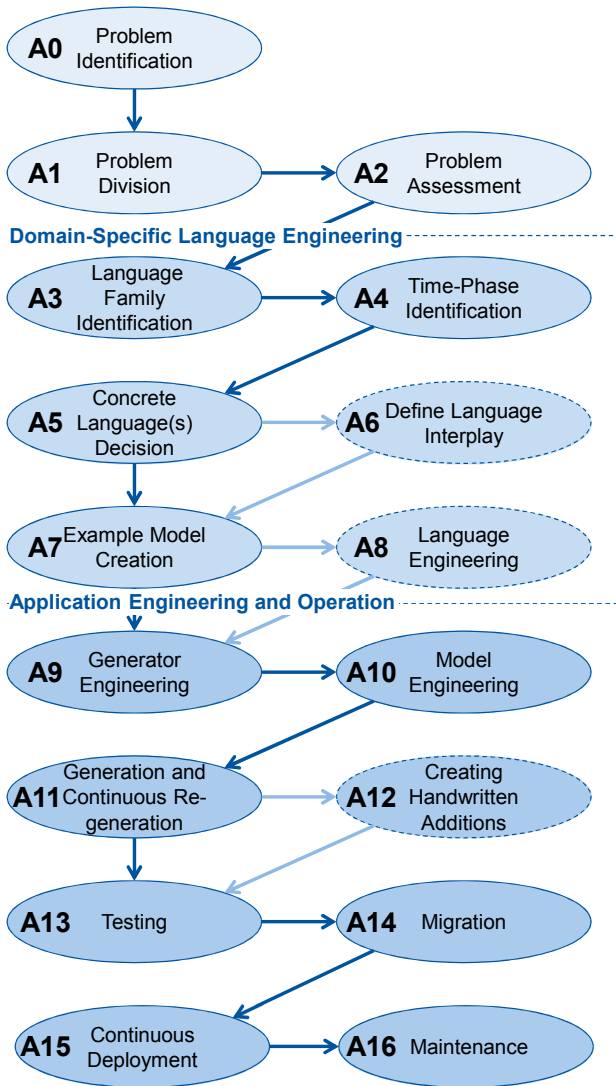 A0 Problem
Identification
A1 Problem
Division
A2 Problem
Assessment
Domain-Specific Language Engineering
A3 Language
Family
Identification
A4 Time-Phase
Identification
A5 Concrete
Language(s)
Decision
A6 Define Language
Interplay
A7 Example Model
Creation
A8 Language
Engineering
Application Engineering and Operation
A9 Generator
Engineering
A10 Model
Engineering
A11 Generation and
Continuous Re-
generation
A12 Creating
Handwritten
Additions
A13 Testing
A14 Migration
A15 Continuous
Deployment
A16 Maintenance